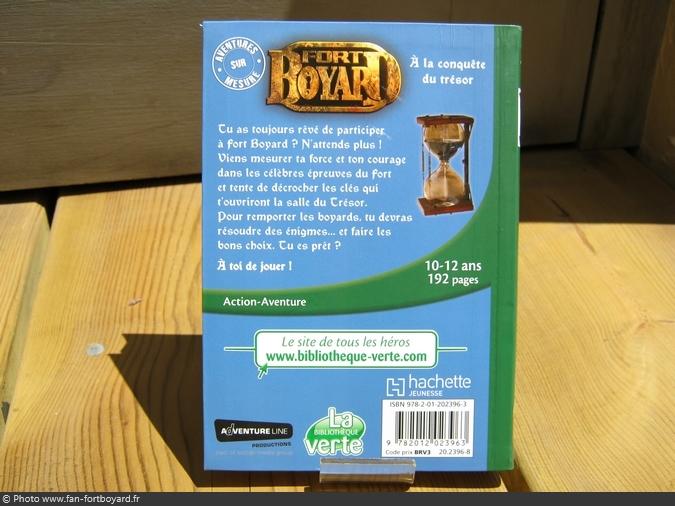 AVENTURES
SUR
MESURE
FORT
BOYARD
À la conquête
du trésor
Tu as toujours rêvé de participer
à Fort Boyard ? N'attends plus !
Viens mesurer ta force et ton courage
dans les célèbres épreuves du Fort
et tente de décrocher les clés qui
t'ouvriront la salle du Trésor.
Pour remporter les boyards, tu devras
résoudre des énigmes... et faire les
bons choix. Tu es prêt ?
À toi de jouer !
10-12 ans
192 pages
Action-Aventure
Le site de tous les héros
www.bibliotheque-verte.com
hachette
JEUNESSE
ISBN 978-2-01-202396-3
9 782012 023963
Code prix BRV3 20.2396-8
ADVENTURE LINE
PRODUCTIONS
La
BIBLIOTHÈQUE
verte
© Photo www.fan-fortboyard.fr